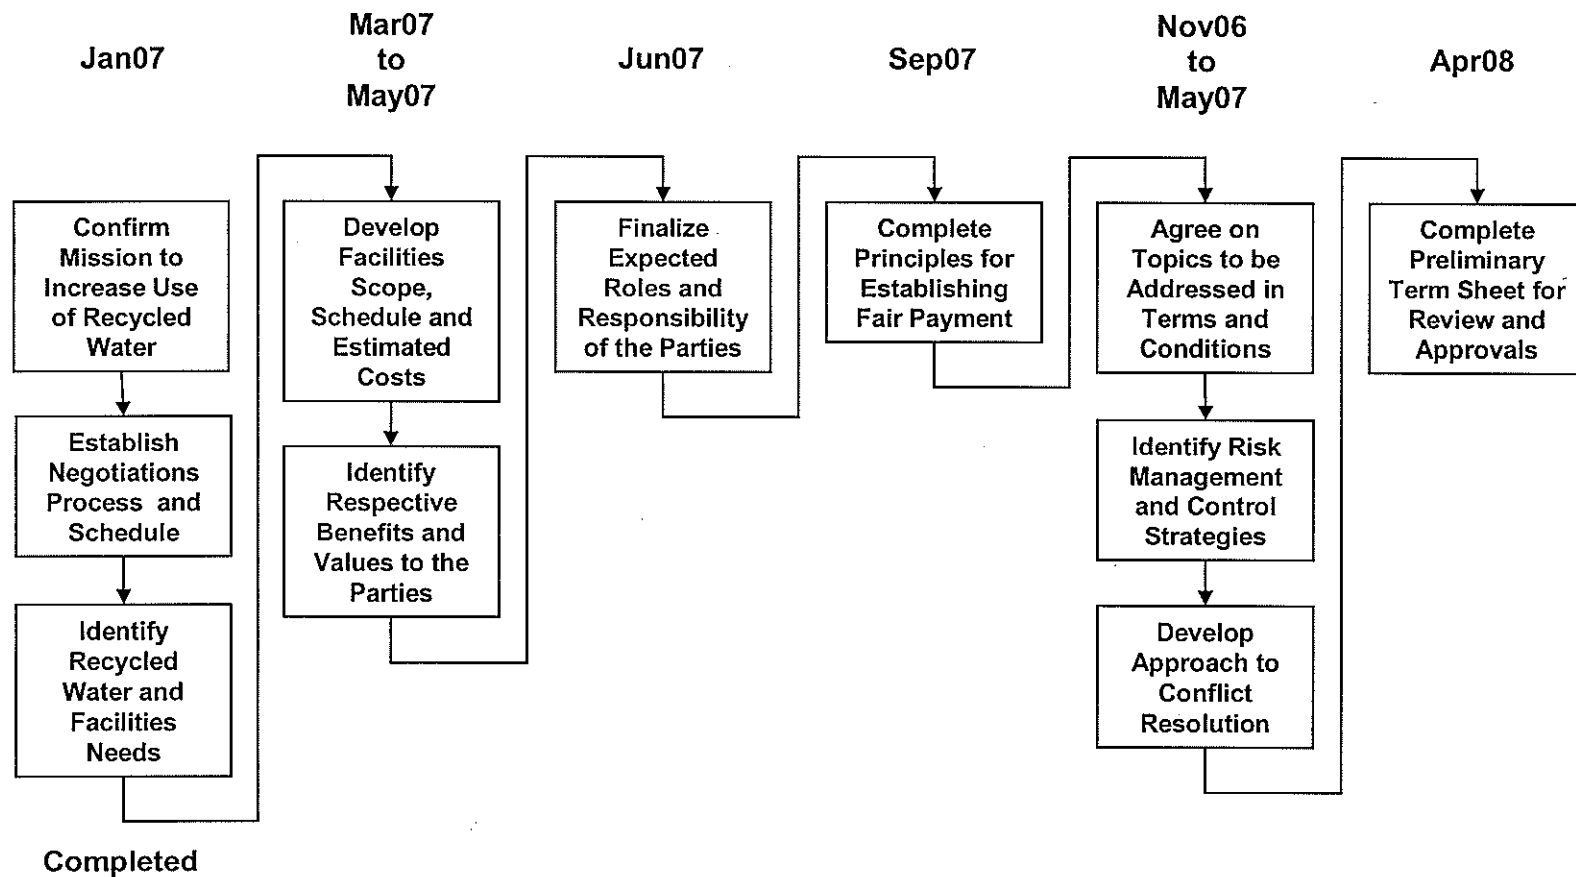 Jan07
Mar07
to
May07
Jun07
Sep07
Nov06
to
May07
Apr08
Confirm
Mission to
Increase Use
of Recycled
Water
Establish
Negotiations
Process and
Schedule
Identify
Recycled
Water and
Facilities
Needs
Completed
Develop
Facilities
Scope,
Schedule and
Estimated
Costs
Identify
Respective
Benefits and
Values to the
Parties
Finalize
Expected
Roles and
Responsibility
of the Parties
Complete
Principles for
Establishing
Fair Payment
Agree on
Topics to be
Addressed in
Terms and
Conditions
Identify Risk
Management
and Control
Strategies
Develop
Approach to
Conflict
Resolution
Complete
Preliminary
Term Sheet for
Review and
Approvals